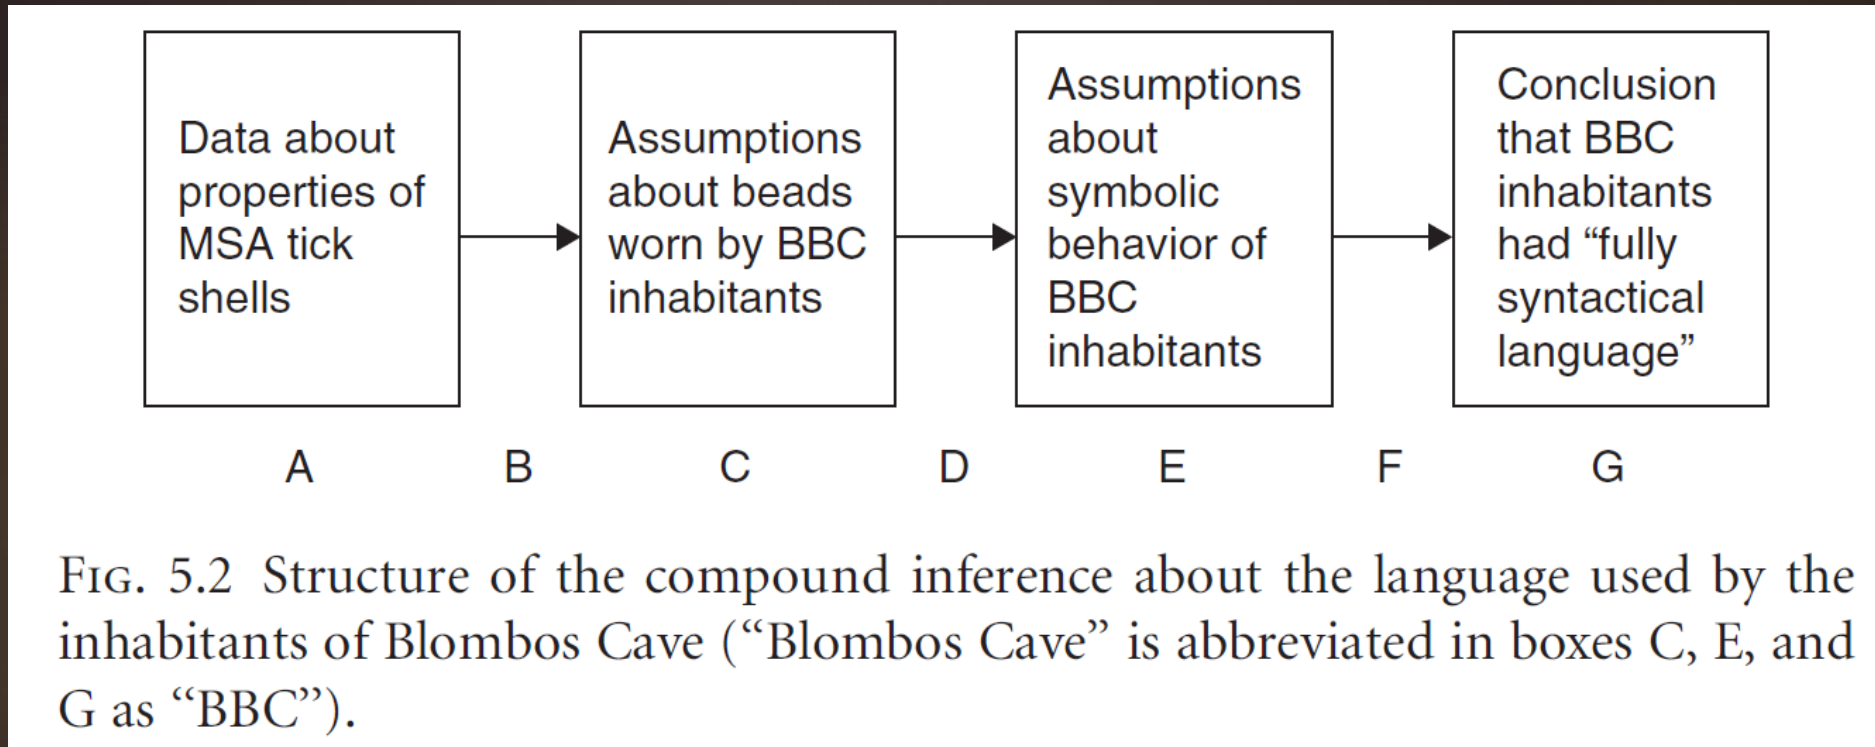 Data about
properties of
MSA tick
shells
Assumptions
about beads
worn by BBC
inhabitants
Assumptions
about
symbolic
behavior of
BBC
inhabitants
Conclusion
that BBC
inhabitants
had “fully
syntactical
language”
A B C D E F G
FIG. 5.2 Structure of the compound inference about the language used by the
inhabitants of Blombos Cave (“Blombos Cave” is abbreviated in boxes C, E, and
G as “BBC”).